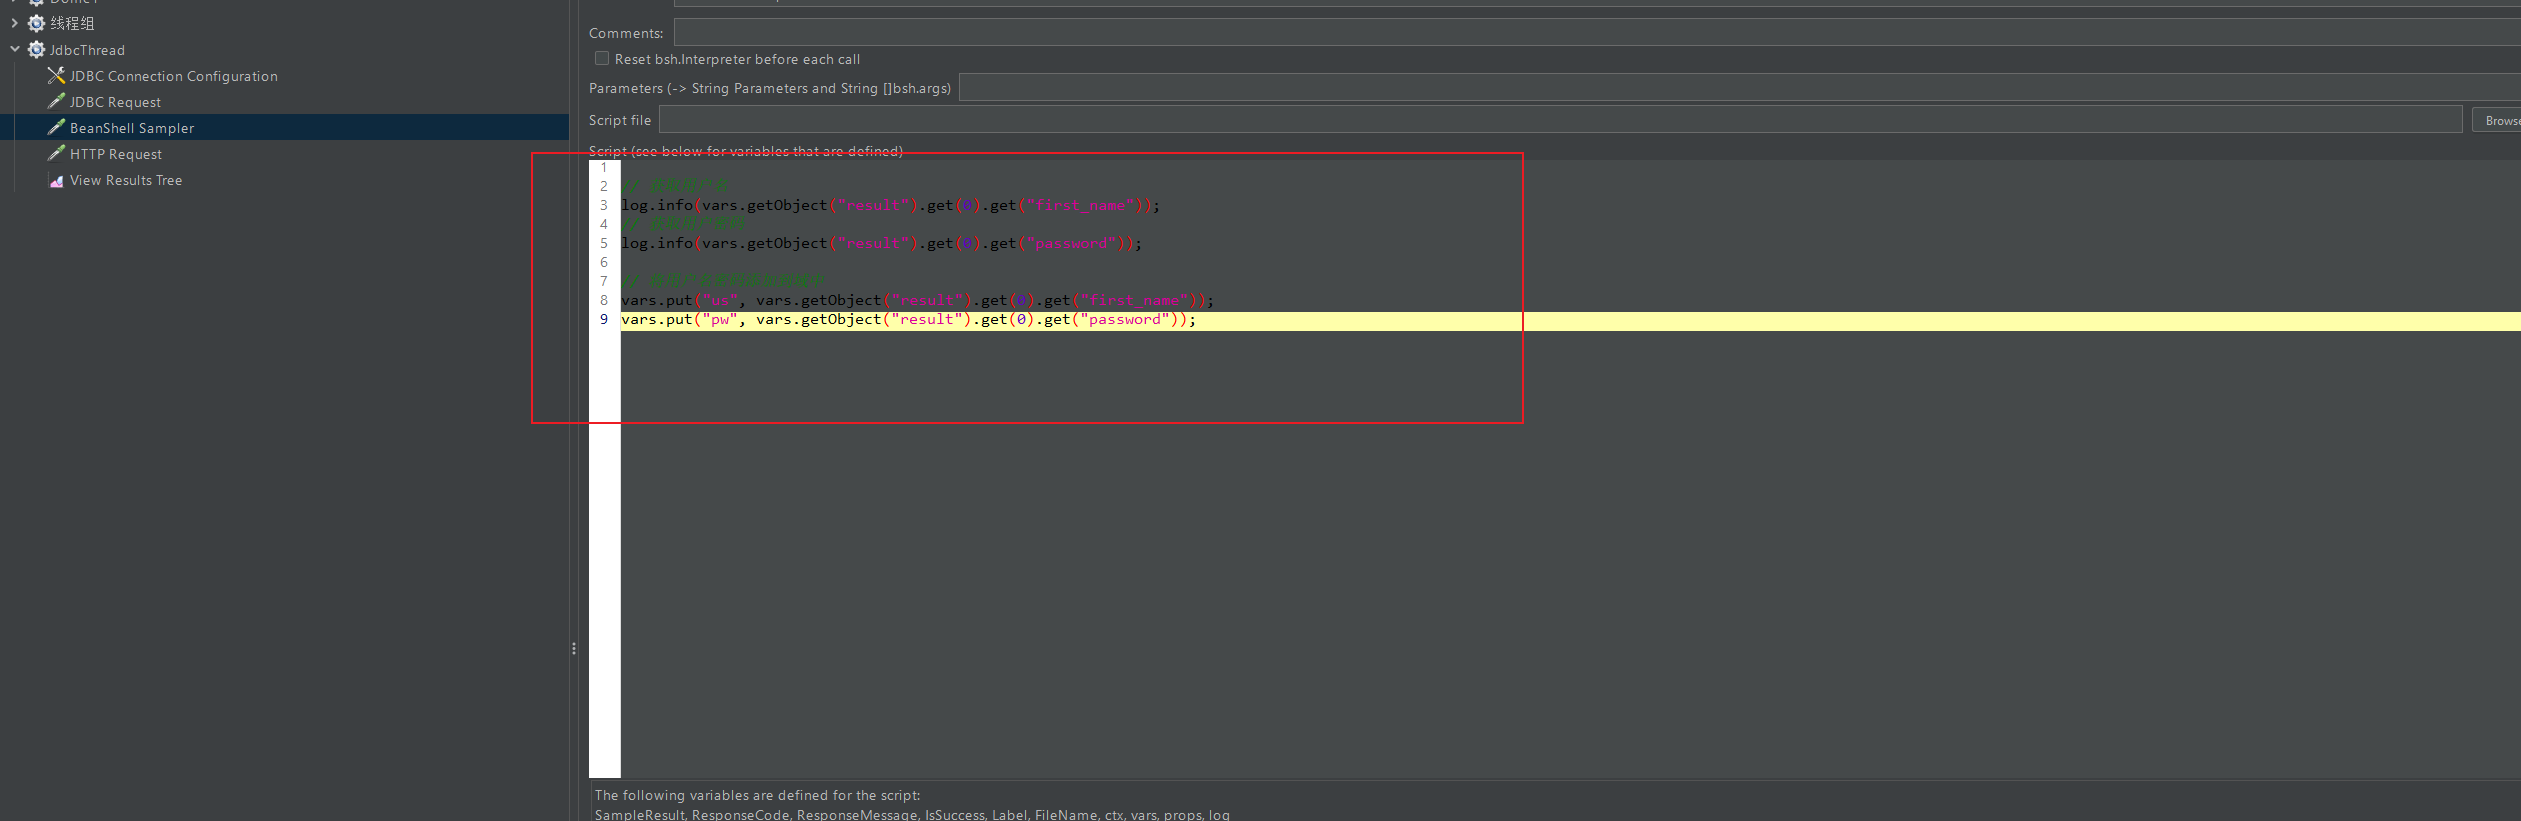 线程组
JdbcThread
JDBC Connection Configuration
JDBC Request
BeanShell Sampler
HTTP Request
View Results Tree
Comments:
Reset bsh.Interpreter before each call
Parameters (-> String Parameters and String []bsh.args)
Script file
Browse
Script (see below for variables that are defined)
1
2 //
3 log.info(vars.getObject("result").get(0).get("first_name"));
4 //
5 log.info(vars.getObject("result").get(0).get("password"));
6
7 //
8 vars.put("us", vars.getObject("result").get(0).get("first_name"));
9 vars.put("pw", vars.getObject("result").get(0).get("password"));
The following variables are defined for the script:
SampleResult, ResponseCode, ResponseMessage, IsSuccess, Label, FileName, ctx, vars, props, log